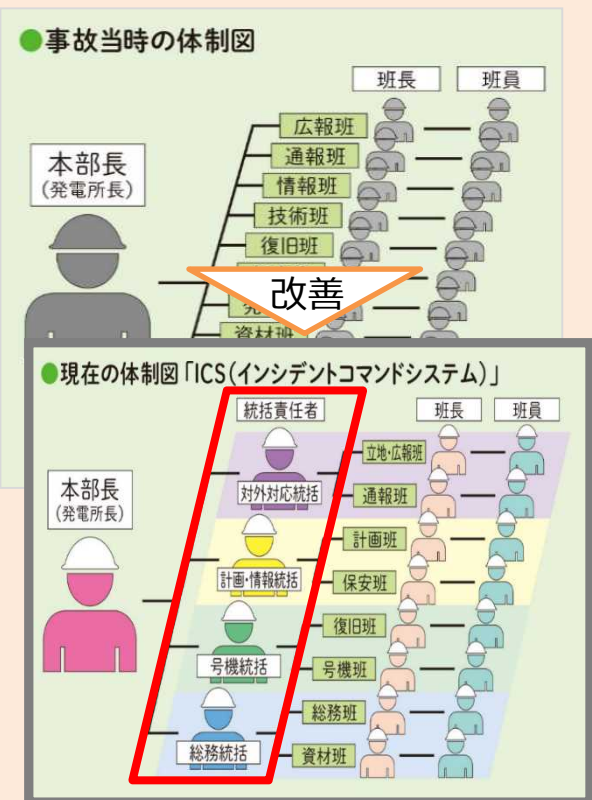 ●事故当時の体制図
班長
班員
本部長
(発電所長)
広報班
通報班
情報班
技術班
復旧班
改善
資材班
●現在の体制図「ICS(インシデントコマンドシステム)」
統括責任者
班長
班員
本部長
(発電所長)
対外対応統括
立地・広報班
通報班
計画・情報統括
計画班
保安班
号機統括
復旧班
号機班
総務統括
総務班
資材班